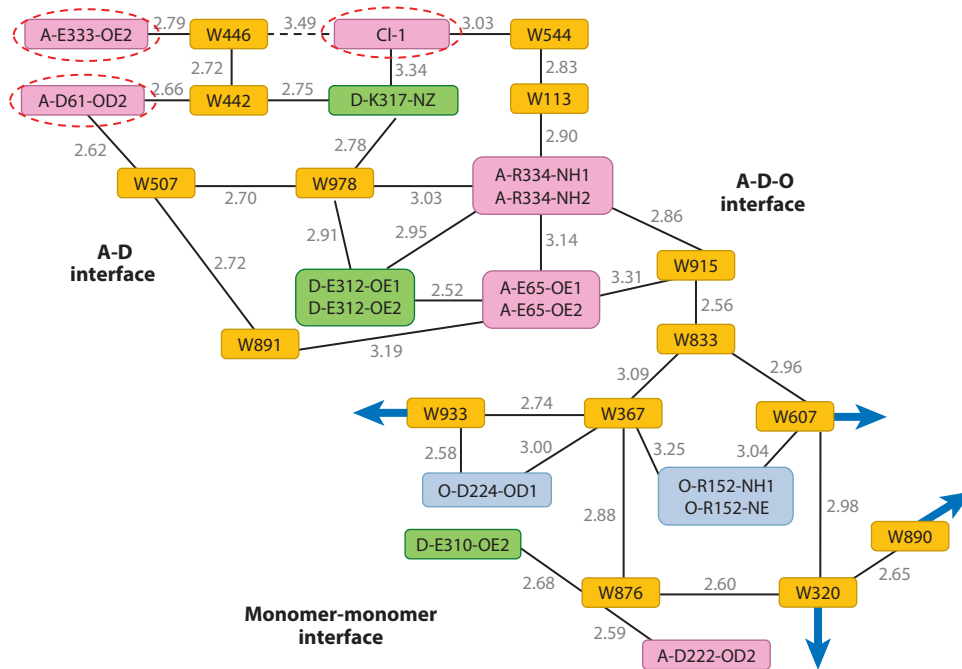 A-E333-OE2
2.79
W446
3.49
Cl-1
3.03
W544
2.72
3.34
2.83
A-D61-OD2
2.66
W442
2.75
D-K317-NZ
W113
2.62
2.78
2.90
W507
2.70
W978
3.03
A-R334-NH1
A-R334-NH2
A-D-O
interface
2.86
A-D
interface
2.91
2.95
3.14
W915
2.72
D-E312-OE1
D-E312-OE2
2.52
A-E65-OE1
A-E65-OE2
3.31
2.56
W891
3.19
W833
3.09
2.96
W933
2.74
W367
W607
2.58
3.00
3.25
3.04
O-D224-OD1
O-R152-NH1
O-R152-NE
2.88
2.98
W890
D-E310-OE2
2.68
2.65
W876
2.60
W320
Monomer-monomer
interface
2.59
A-D222-OD2